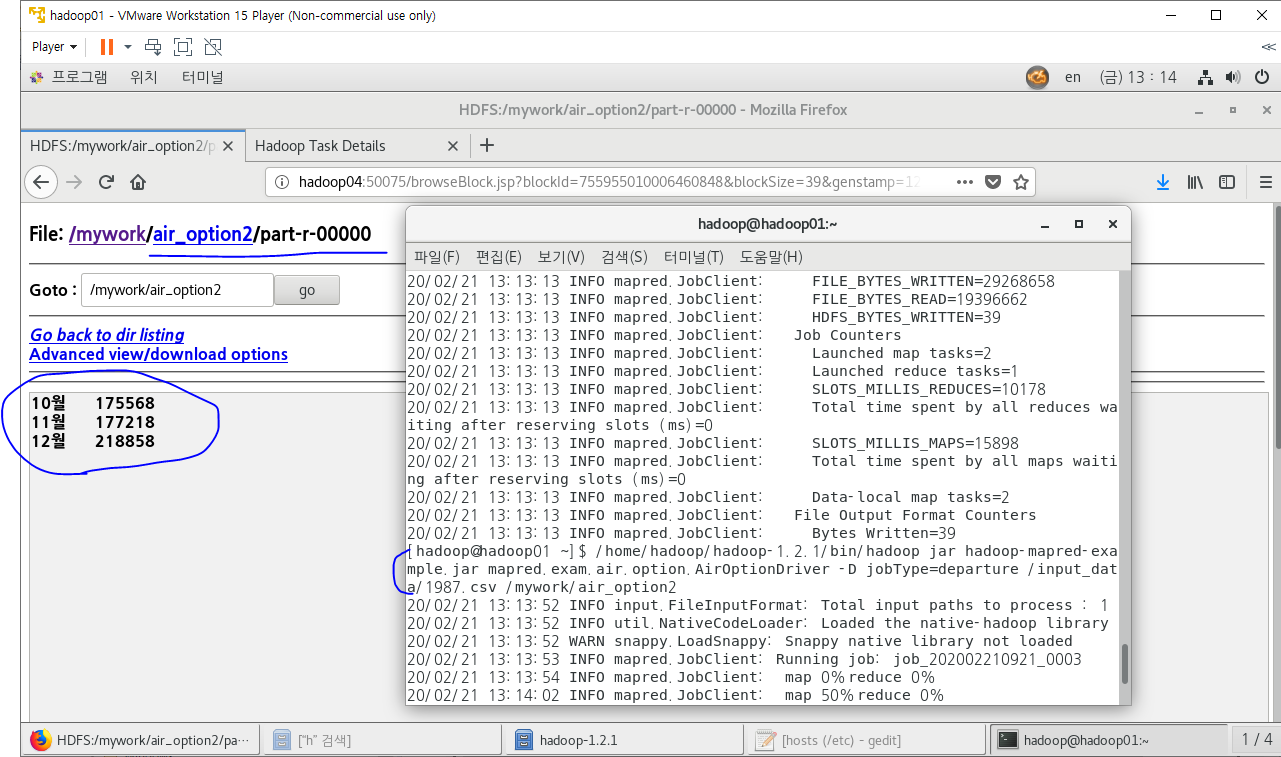 hadoop01 - VMware Workstation 15 Player (Non-commercial use only)
Player
프로그램 위치 터미널 en (금) 13 : 14
HDFS:/mywork/air_option2/part-r-00000 - Mozilla Firefox
HDFS:/mywork/air_option2/p
Hadoop Task Details
hadoop04:50075/browseBlock.jsp?blockId=755955010006460848&blockSize=39&genstamp=12
File: /mywork/air_option2/part-r-00000
Goto : /mywork/air_option2 go
Go back to dir listing
Advanced view/download options
10월 175568
11월 177218
12월 218858
hadoop@hadoop01:~
파일(F) 편집(E) 보기(V) 검색(S) 터미널(T) 도움말(H)
20/02/21 13:13:13 INFO mapred.JobClient: FILE_BYTES_WRITTEN=29268658
20/02/21 13:13:13 INFO mapred.JobClient: FILE_BYTES_READ=19396662
20/02/21 13:13:13 INFO mapred.JobClient: HDFS_BYTES_WRITTEN=39
20/02/21 13:13:13 INFO mapred.JobClient: Job Counters
20/02/21 13:13:13 INFO mapred.JobClient: Launched map tasks=2
20/02/21 13:13:13 INFO mapred.JobClient: Launched reduce tasks=1
20/02/21 13:13:13 INFO mapred.JobClient: SLOTS_MILLIS_REDUCES=10178
20/02/21 13:13:13 INFO mapred.JobClient: Total time spent by all reduces wa
iting after reserving slots (ms)=0
20/02/21 13:13:13 INFO mapred.JobClient: SLOTS_MILLIS_MAPS=15898
20/02/21 13:13:13 INFO mapred.JobClient: Total time spent by all maps waiti
ng after reserving slots (ms)=0
20/02/21 13:13:13 INFO mapred.JobClient: Data-local map tasks=2
20/02/21 13:13:13 INFO mapred.JobClient: File Output Format Counters
20/02/21 13:13:13 INFO mapred.JobClient: Bytes Written=39
[hadoop@hadoop01 ~]$ /home/hadoop/hadoop-1.2.1/bin/hadoop jar hadoop-mapred-exa
mple.jar mapred.exam.air.option.AirOptionDriver -D jobType=departure /input_dat
a/1987.csv /mywork/air_option2
20/02/21 13:13:52 INFO input.FileInputFormat: Total input paths to process : 1
20/02/21 13:13:52 INFO util.NativeCodeLoader: Loaded the native-hadoop library
20/02/21 13:13:52 WARN snappy.LoadSnappy: Snappy native library not loaded
20/02/21 13:13:53 INFO mapred.JobClient: Running job: job_202002210921_0003
20/02/21 13:13:54 INFO mapred.JobClient: map 0% reduce 0%
20/02/21 13:14:02 INFO mapred.JobClient: map 50% reduce 0%
HDFS:/mywork/air_option2/pa… ["h" 검색] hadoop-1.2.1 [hosts (/etc) - gedit] hadoop@hadoop01:~ 1 / 4